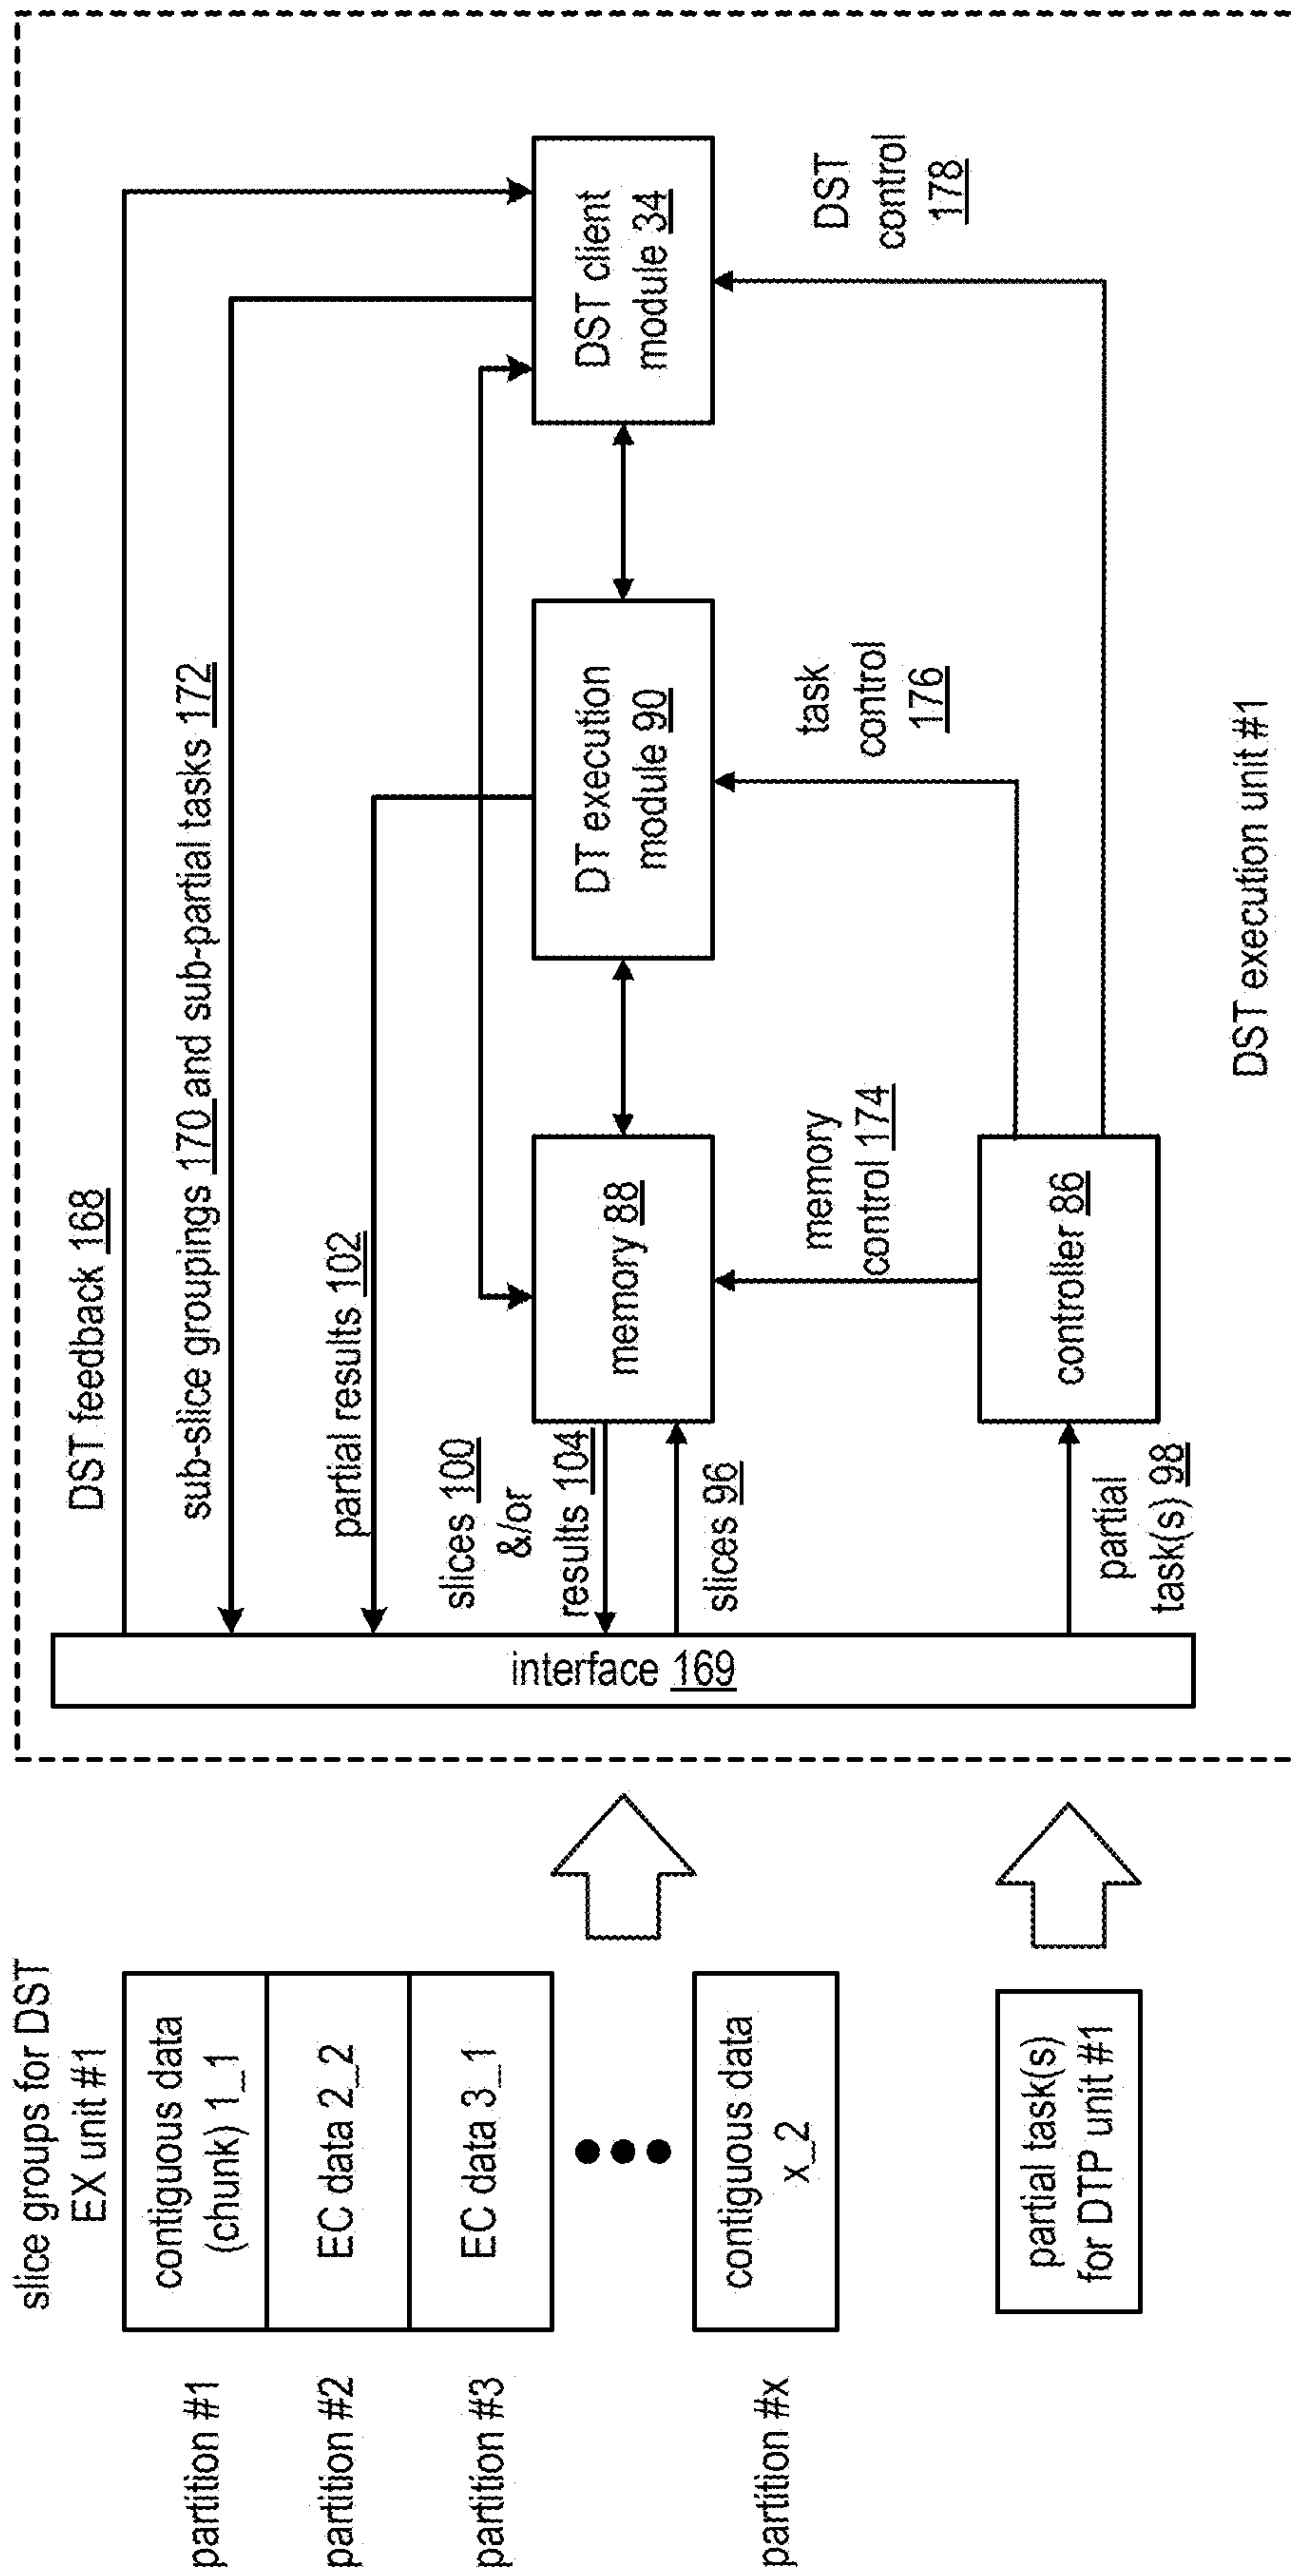 slice groups for DST
EX unit #1
partition #1
contiguous data
(chunk) 1_1
partition #2
EC data 2_2
partition #3
EC data 3_1
partition #x
contiguous data
x_2
partial task(s)
for DTP unit #1
interface 169
DST feedback 168
sub-slice groupings 170 and sub-partial tasks 172
partial results 102
slices 100
&/or
results 104
slices 96
partial
task(s) 98
memory 88
DT execution
module 90
DST client
module 34
memory
control 174
task
control
176
DST
control
178
controller 86
DST execution unit #1